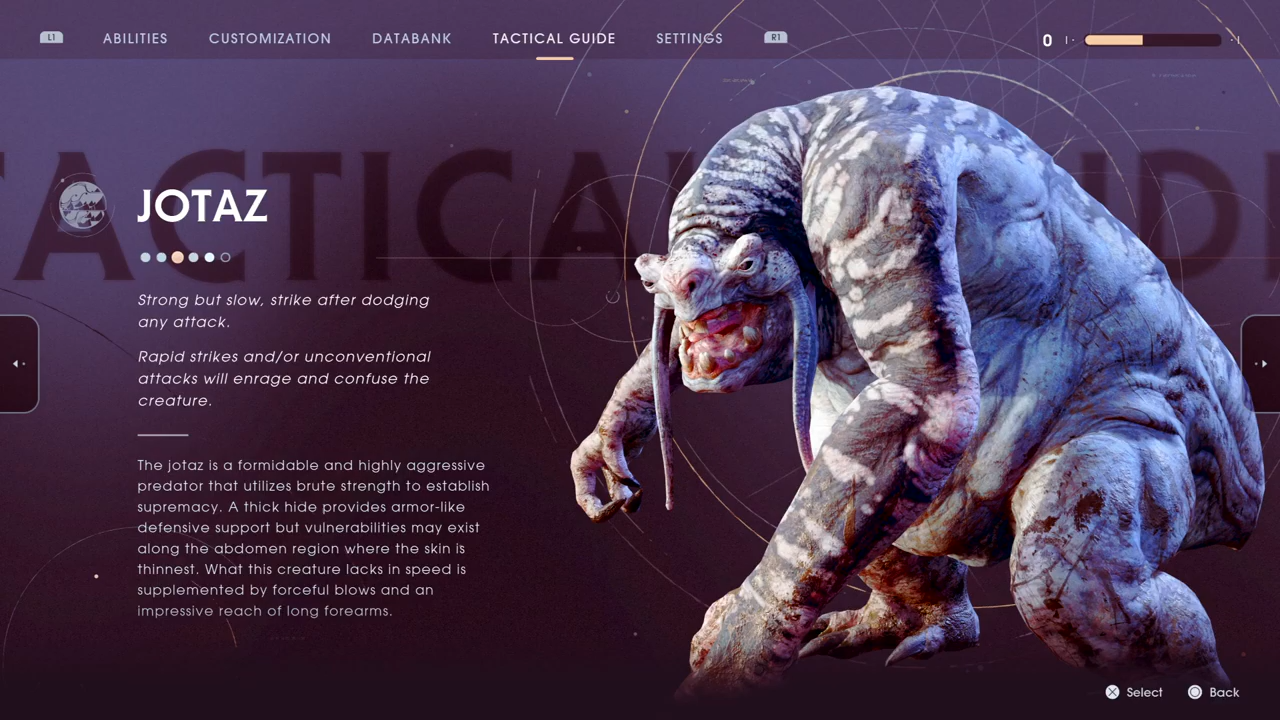 L1 ABILITIES CUSTOMIZATION DATABANK TACTICAL GUIDE SETTINGS R1 0
TACTICAL
JOTAZ
Strong but slow, strike after dodging
any attack.
Rapid strikes and/or unconventional
attacks will enrage and confuse the
creature.
The jotaz is a formidable and highly aggressive
predator that utilizes brute strength to establish
supremacy. A thick hide provides armor-like
defensive support but vulnerabilities may exist
along the abdomen region where the skin is
thinnest. What this creature lacks in speed is
supplemented by forceful blows and an
impressive reach of long forearms.
Select Back